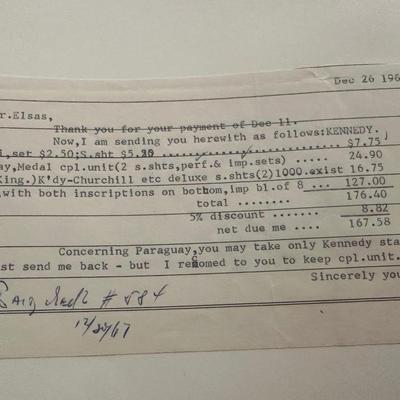 Dec 26 196
r.Elsas,
Thank you for your payment of Dec 11.
Now,I am sending you herewith as follows:KENNEDY.
,set $2.50;S.sht $5. ........ $7.75
ay,Medal cpl.unit(2 s.shts,perf.& imp.sets) ..... 24.90
King.)K'dy-Churchill etc deluxe s.shts(2)1000.exist 16.75
,with both inscriptions on bottom,imp bl.of 8 ... 127.00
total ........ 176.40
5% discount ....... 8.82
net due me .... 167.58
Concerning Paraguay,you may take only Kennedy sta
st send me back - but I recomed to you to keep cpl.unit.
Sincerely you
Paid # 584
12/29/67